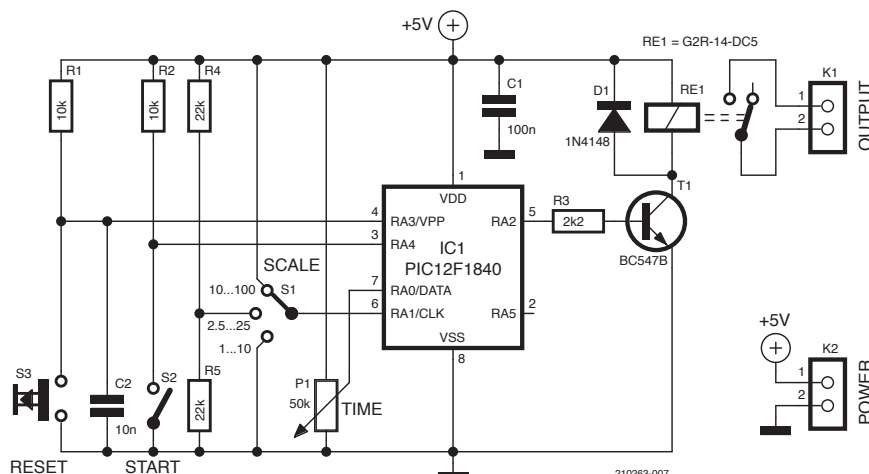 +5V
RE1 = G2R-14-DC5
R1
R2
R4
10k
10k
22k
C1
100n
D1
1N4148
RE1
K1
1
2
OUTPUT
1
VDD
4
RA3/VPP
3
RA4
RA2
5
R3
2k2
T1
BC547B
IC1
PIC12F1840
SCALE
10...100
S1
2.5...25
1...10
7
RA0/DATA
6
RA1/CLK
RA5
2
VSS
8
+5V
K2
1
2
POWER
S3
C2
10n
S2
R5
22k
P1
50k
TIME
RESET
START
210263-007